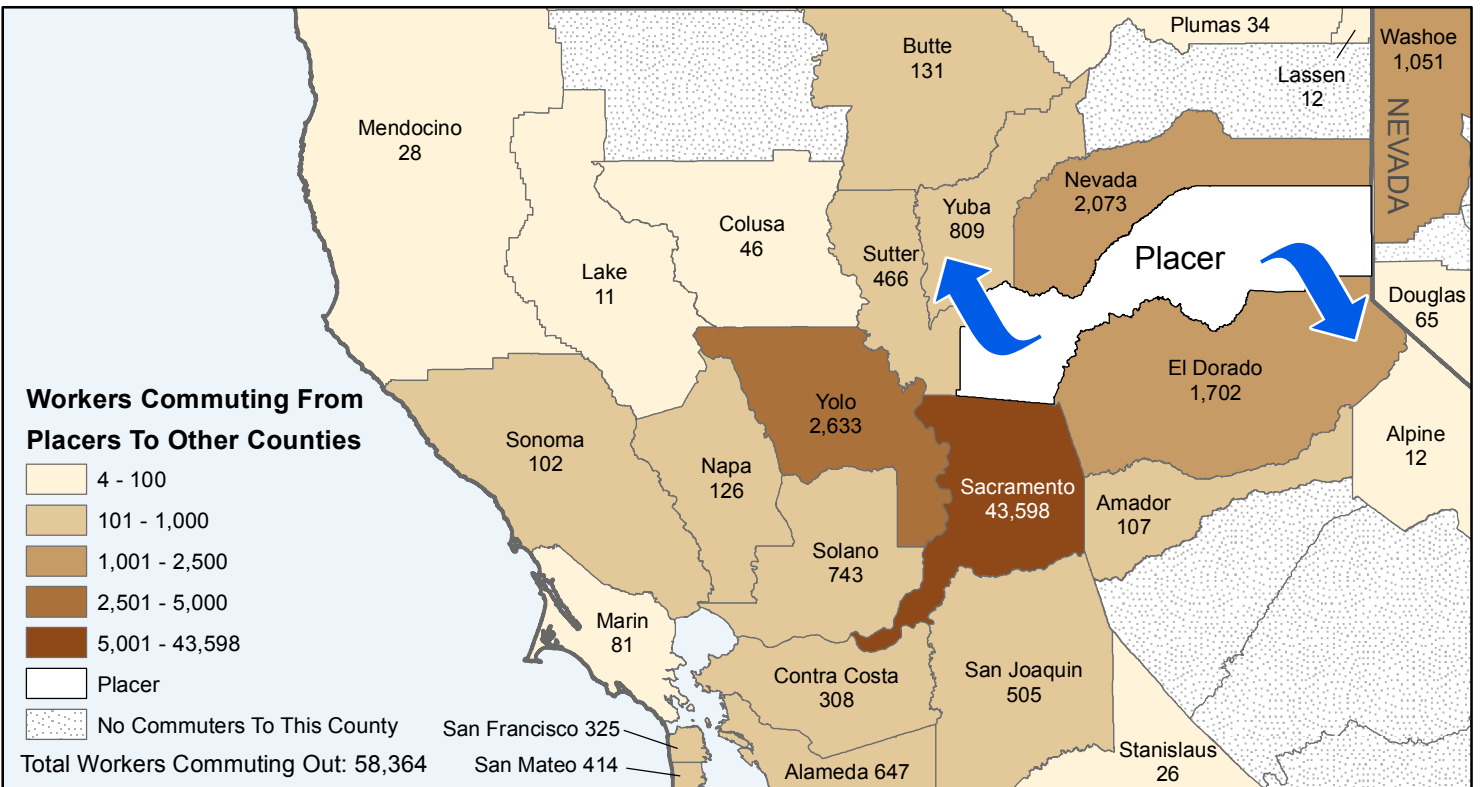 Plumas 34
Washoe
1,051
Butte
131
Lassen
12
NEVADA
Mendocino
28
Nevada
2,073
Yuba
809
Colusa
46
Sutter
466
Placer
Lake
11
Douglas
65
El Dorado
1,702
Yolo
2,633
Alpine
12
Sonoma
102
Napa
126
Sacramento
43,598
Amador
107
Solano
743
Marin
81
Contra Costa
308
San Joaquin
505
San Francisco 325
San Mateo 414
Alameda 647
Stanislaus
26
Workers Commuting From
Placers To Other Counties
4 - 100
101 - 1,000
1,001 - 2,500
2,501 - 5,000
5,001 - 43,598
Placer
No Commuters To This County
Total Workers Commuting Out: 58,364